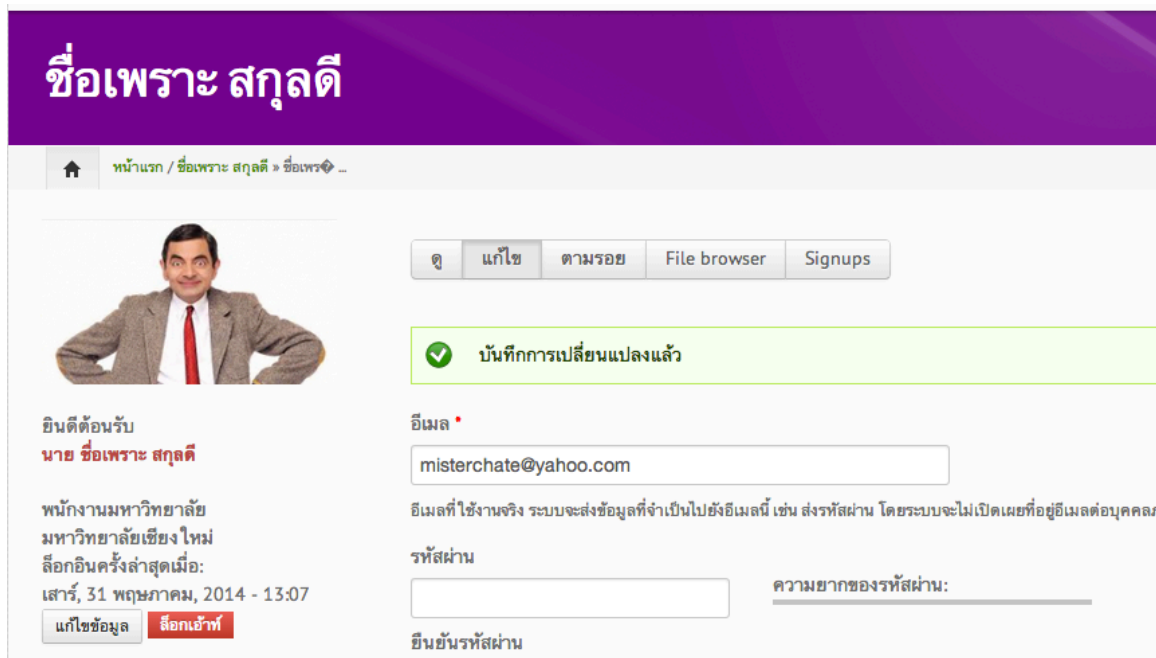 ชื่อเพราะ สกุลดี
หน้าแรก / ชื่อเพราะ สกุลดี » ชื่อเพร� ...
ดู แก้ไข ตามรอย File browser Signups
บันทึกการเปลี่ยนแปลงแล้ว
ยินดีต้อนรับ
นาย ชื่อเพราะ สกุลดี
พนักงานมหาวิทยาลัย
มหาวิทยาลัยเชียงใหม่
ล็อกอินครั้งล่าสุดเมื่อ:
เสาร์, 31 พฤษภาคม, 2014 - 13:07
แก้ไขข้อมูล ล็อกเอ้าท์
อีเมล *
misterchate@yahoo.com
อีเมลที่ใช้งานจริง ระบบจะส่งข้อมูลที่จำเป็นไปยังอีเมลนี้ เช่น ส่งรหัสผ่าน โดยระบบจะไม่เปิดเผยที่อยู่อีเมลต่อบุคคล
รหัสผ่าน
ความยากของรหัสผ่าน:
ยืนยันรหัสผ่าน